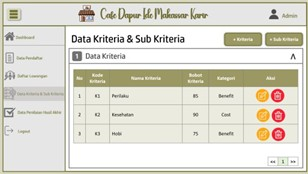 Cafe Dapur Ide Makassar Karir
Admin
Dashboard
Data Pendaftar
Daftar Lowongan
Data Kriteria & Sub Kriteria
Data Penilaian Hasil Akhir
Logout
Data Kriteria & Sub Kriteria
+ Kriteria
+ Sub Kriteria
1 Data Kriteria
No Kode Kriteria Nama Kriteria Bobot Kriteria Kategori Aksi
1 K1 Perilaku 85 Benefit
2 K2 Kesehatan 90 Cost
3 K3 Hobi 75 Benefit
<< 1 >>